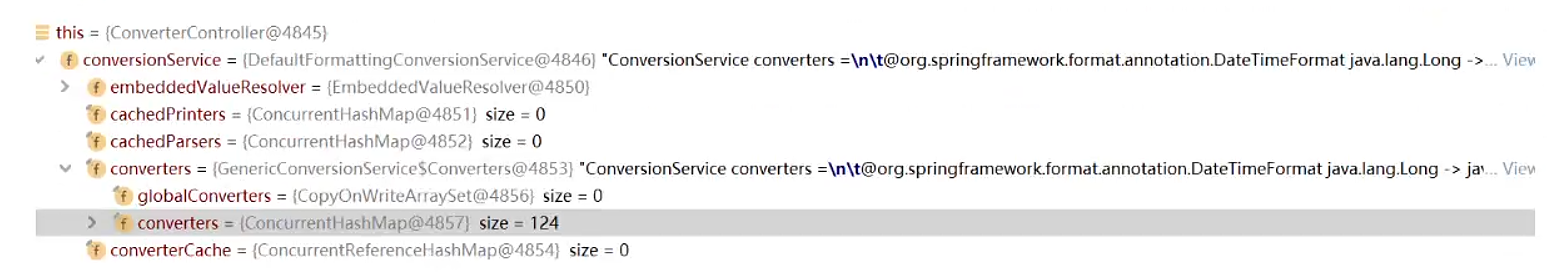 this = {ConverterController@4845}
f conversionService = {DefaultFormattingConversionService@4846} "ConversionService converters =\n\t@org.springframework.format.annotation.DateTimeFormat java.lang.Long ->... View
f embeddedValueResolver = {EmbeddedValueResolver@4850}
f cachedPrinters = {ConcurrentHashMap@4851} size = 0
f cachedParsers = {ConcurrentHashMap@4852} size = 0
f converters = {GenericConversionService$Converters@4853} "ConversionService converters =\n\t@org.springframework.format.annotation.DateTimeFormat java.lang.Long -> jav... View
f globalConverters = {CopyOnWriteArraySet@4856} size = 0
f converters = {ConcurrentHashMap@4857} size = 124
f converterCache = {ConcurrentReferenceHashMap@4854} size = 0